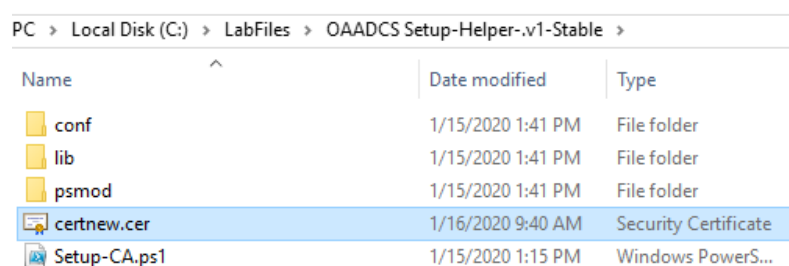 PC > Local Disk (C:) > LabFiles > OAADCS Setup-Helper-.v1-Stable >
Name Date modified Type
conf 1/15/2020 1:41 PM File folder
lib 1/15/2020 1:41 PM File folder
psmod 1/15/2020 1:41 PM File folder
certnew.cer 1/16/2020 9:40 AM Security Certificate
Setup-CA.ps1 1/15/2020 1:15 PM Windows PowerS...